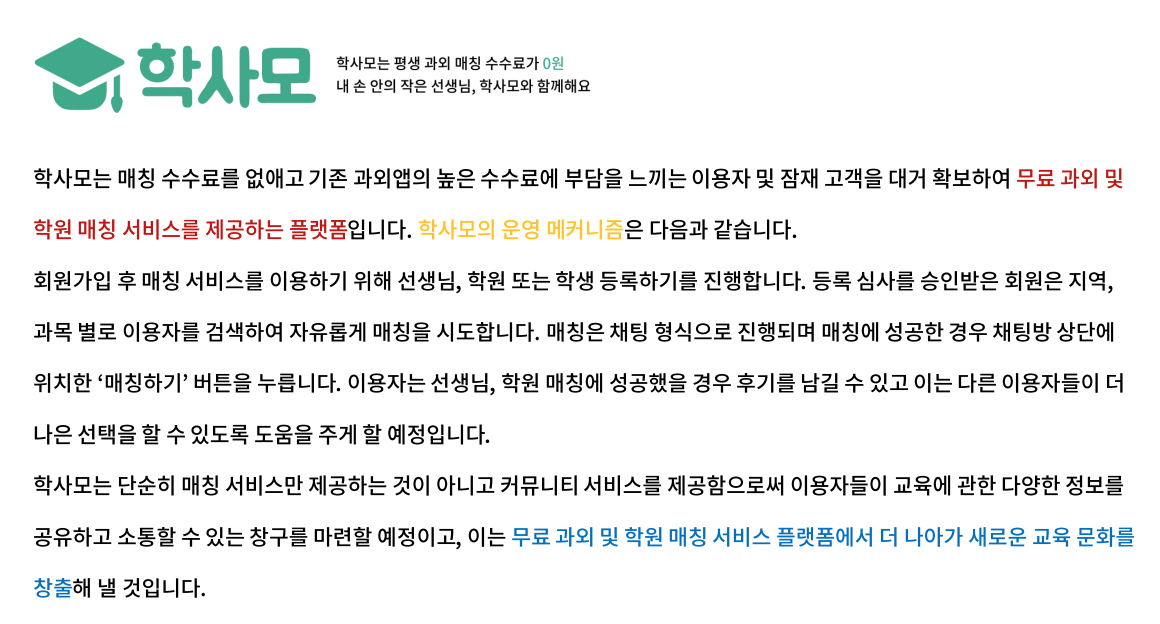 학사모
학사모는 평생 과외 매칭 수수료가 0원
내 손 안의 작은 선생님, 학사모와 함께해요
학사모는 매칭 수수료를 없애고 기존 과외앱의 높은 수수료에 부담을 느끼는 이용자 및 잠재 고객을 대거 확보하여 무료 과외 및
학원 매칭 서비스를 제공하는 플랫폼입니다. 학사모의 운영 메커니즘은 다음과 같습니다.
회원가입 후 매칭 서비스를 이용하기 위해 선생님, 학원 또는 학생 등록하기를 진행합니다. 등록 심사를 승인받은 회원은 지역,
과목 별로 이용자를 검색하여 자유롭게 매칭을 시도합니다. 매칭은 채팅 형식으로 진행되며 매칭에 성공한 경우 채팅방 상단에
위치한 ‘매칭하기’ 버튼을 누릅니다. 이용자는 선생님, 학원 매칭에 성공했을 경우 후기를 남길 수 있고 이는 다른 이용자들이 더
나은 선택을 할 수 있도록 도움을 주게 할 예정입니다.
학사모는 단순히 매칭 서비스만 제공하는 것이 아니고 커뮤니티 서비스를 제공함으로써 이용자들이 교육에 관한 다양한 정보를
공유하고 소통할 수 있는 창구를 마련할 예정이고, 이는 무료 과외 및 학원 매칭 서비스 플랫폼에서 더 나아가 새로운 교육 문화를
창출해 낼 것입니다.